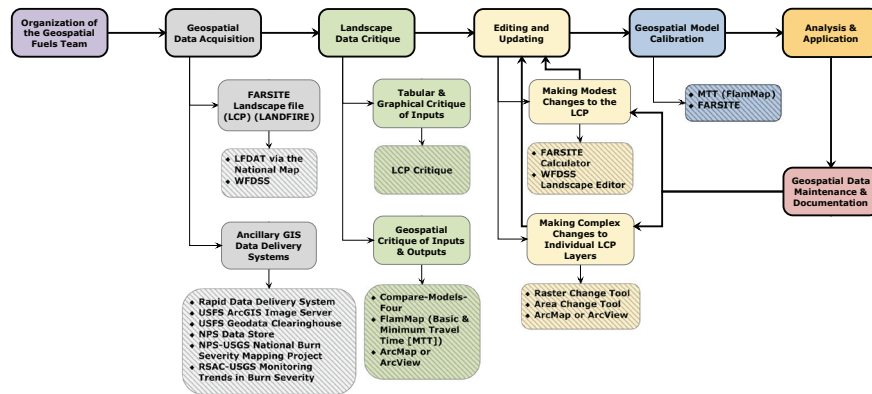 Organization of
the Geospatial
Fuels Team
Geospatial
Data Acquisition
Landscape
Data Critique
Editing and
Updating
Geospatial Model
Calibration
Analysis &
Application
FARSITE
Landscape file
(LCP) (LANDFIRE)
◆ LFDAT via the
National Map
◆ WFDSS
Ancillary GIS
Data Delivery
Systems
◆ Rapid Data Delivery System
◆ USFS ArcGIS Image Server
◆ USFS Geodata Clearinghouse
◆ NPS Data Store
◆ NPS-USGS National Burn
Severity Mapping Project
◆ RSAC-USGS Monitoring
Trends in Burn Severity
Tabular &
Graphical Critique
of Inputs
LCP Critique
Geospatial
Critique of Inputs
& Outputs
◆ Compare-Models-
Four
◆ FlamMap (Basic &
Minimum Travel
Time [MTT])
◆ ArcMap or
ArcView
Making Modest
Changes to the
LCP
◆ FARSITE
Calculator
◆ WFDSS
Landscape Editor
Making Complex
Changes to
Individual LCP
Layers
◆ Raster Change Tool
◆ Area Change Tool
◆ ArcMap or ArcView
◆ MTT (FlamMap)
◆ FARSITE
Geospatial Data
Maintenance &
Documentation